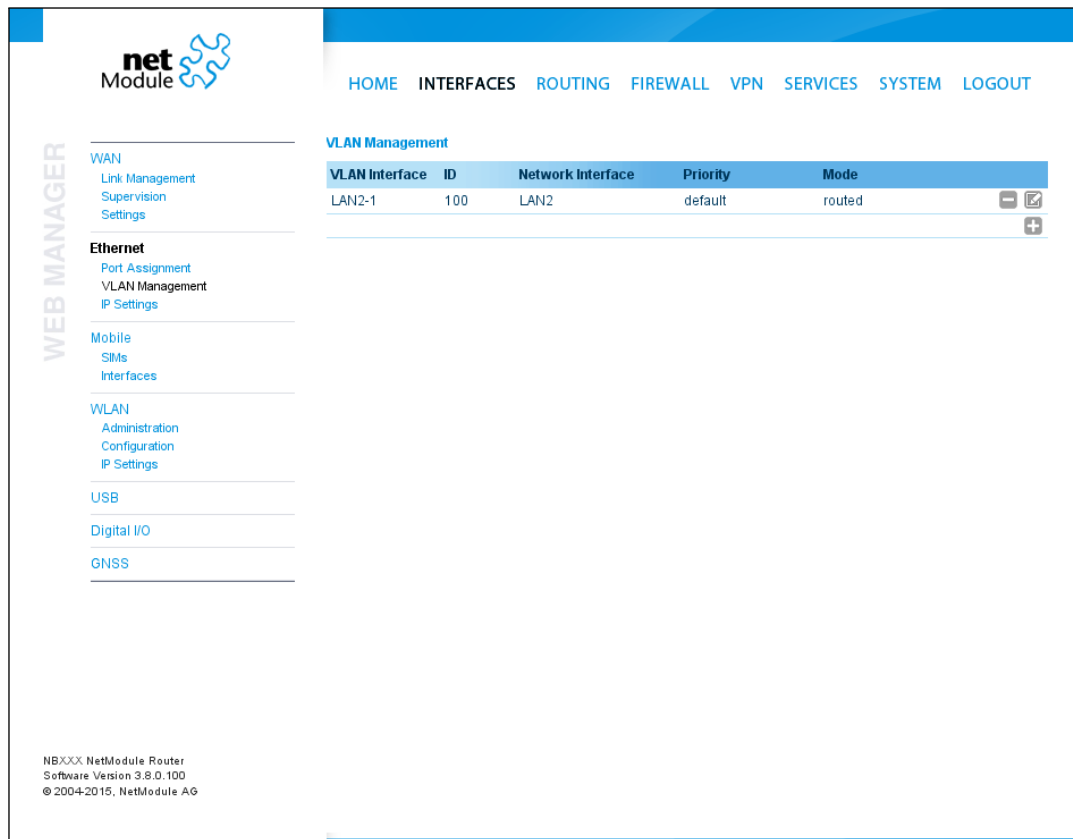 net
Module
HOME INTERFACES ROUTING FIREWALL VPN SERVICES SYSTEM LOGOUT
WEB MANAGER
WAN
Link Management
Supervision
Settings
Ethernet
Port Assignment
VLAN Management
IP Settings
Mobile
SIMs
Interfaces
WLAN
Administration
Configuration
IP Settings
USB
Digital I/O
GNSS
VLAN Management
VLAN Interface ID Network Interface Priority Mode
LAN2-1 100 LAN2 default routed
NBXXX NetModule Router
Software Version 3.8.0.100
© 2004-2015, NetModule AG